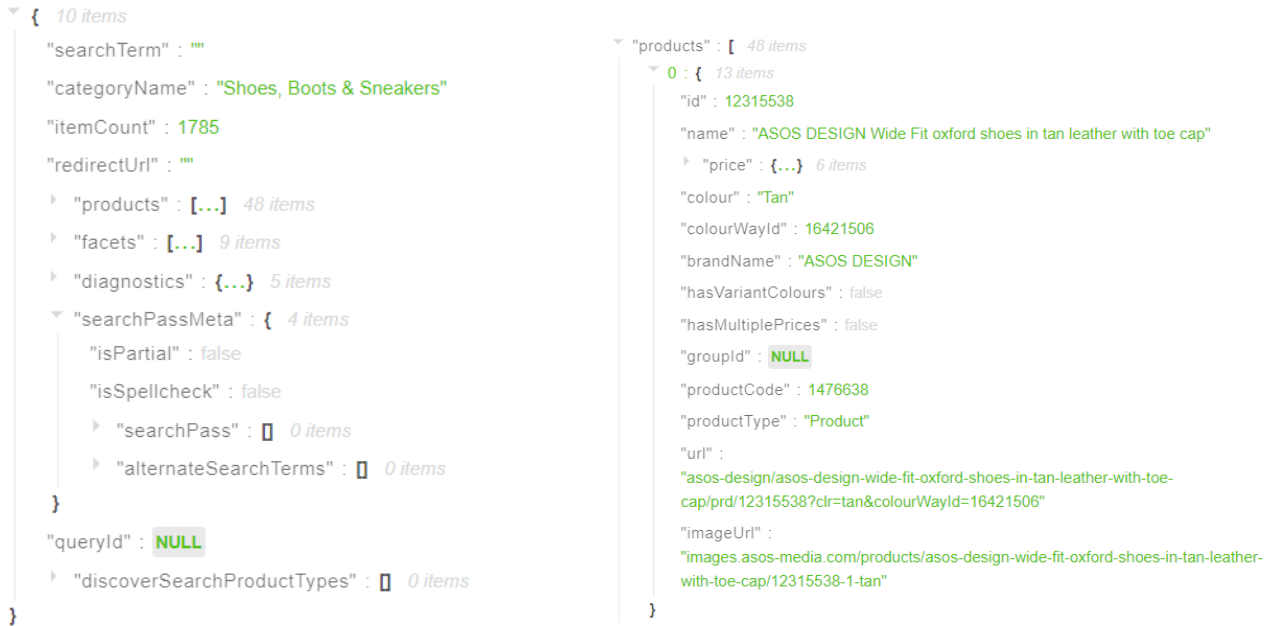 { 10 items
"searchTerm" : ""
"categoryName" : "Shoes, Boots & Sneakers"
"itemCount" : 1785
"redirectUrl" : ""
"products" : [...] 48 items
"facets" : [...] 9 items
"diagnostics" : {...} 5 items
"searchPassMeta" : { 4 items
"isPartial" : false
"isSpellcheck" : false
"searchPass" : [] 0 items
"alternateSearchTerms" : [] 0 items
}
"queryId" : NULL
"discoverSearchProductTypes" : [] 0 items
}
"products" : [ 48 items
0 : { 13 items
"id" : 12315538
"name" : "ASOS DESIGN Wide Fit oxford shoes in tan leather with toe cap"
"price" : {...} 6 items
"colour" : "Tan"
"colourWayId" : 16421506
"brandName" : "ASOS DESIGN"
"hasVariantColours" : false
"hasMultiplePrices" : false
"groupId" : NULL
"productCode" : 1476638
"productType" : "Product"
"url" :
"asos-design/asos-design-wide-fit-oxford-shoes-in-tan-leather-with-toe-
cap/prd/12315538?clr=tan&colourWayId=16421506"
"imageUrl" :
"images.asos-media.com/products/asos-design-wide-fit-oxford-shoes-in-tan-leather-
with-toe-cap/12315538-1-tan"
}